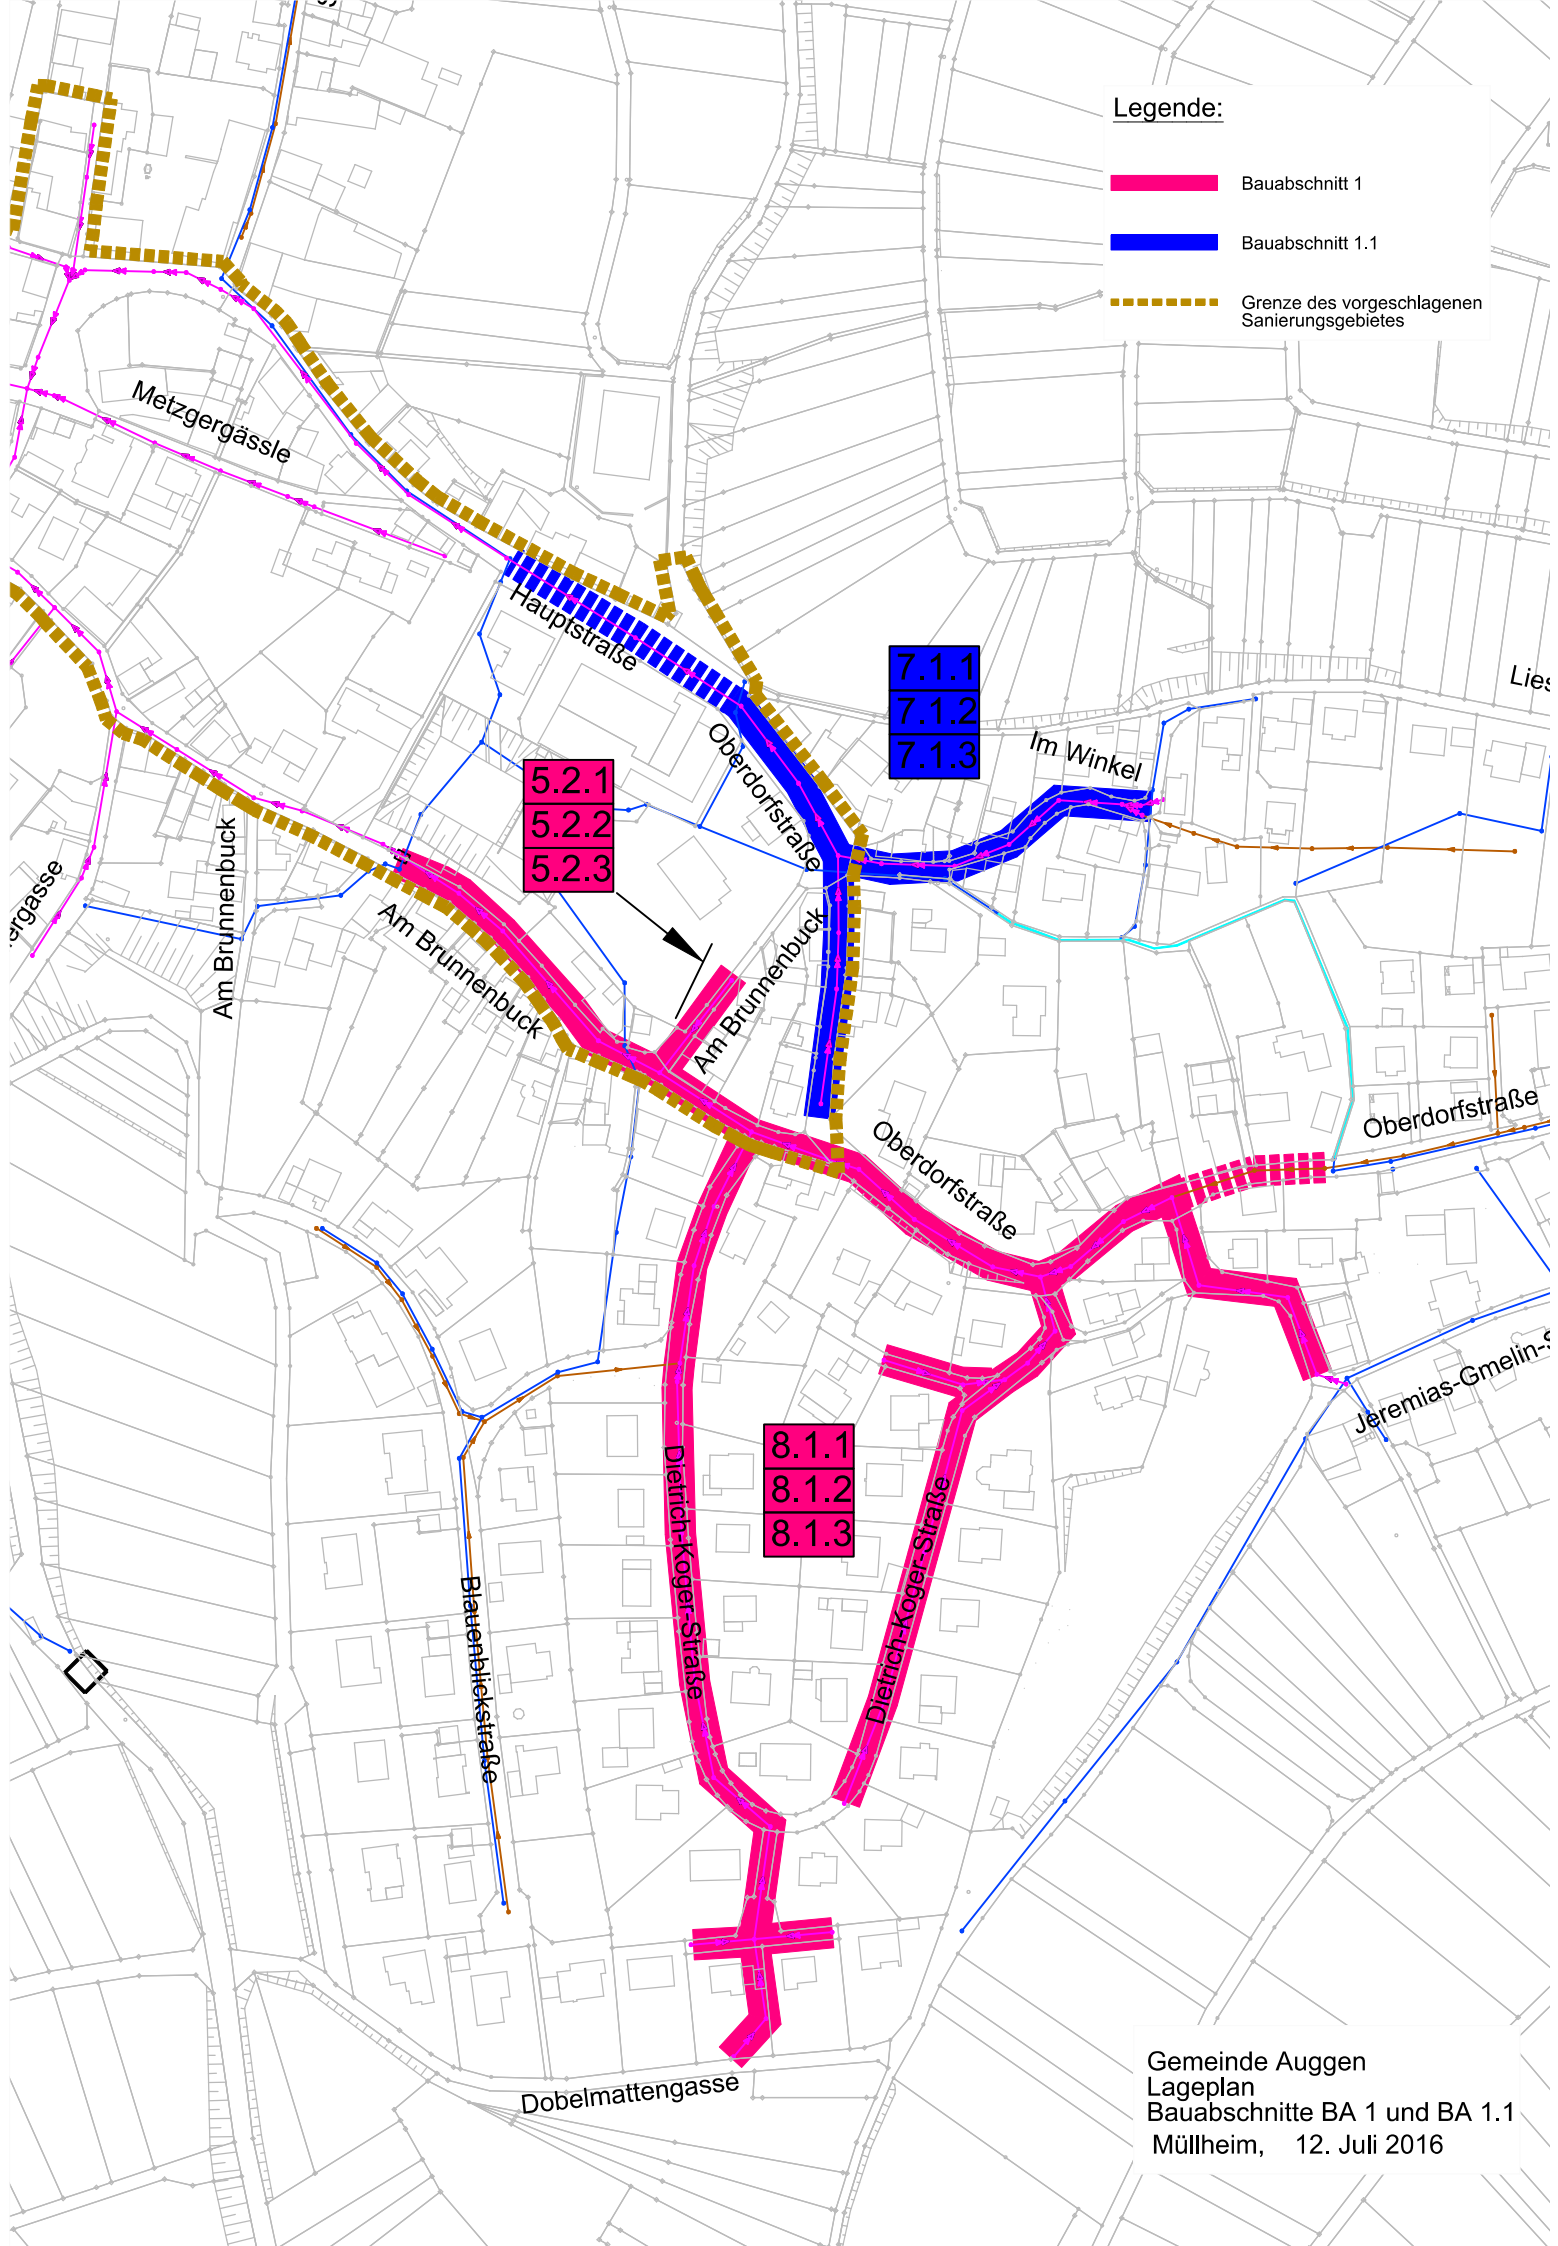 Legende:
Bauabschnitt 1
Bauabschnitt 1.1
Grenze des vorgeschlagenen
Sanierungsgebietes
Metzgergässle
Hauptstraße
7.1.1
7.1.2
7.1.3
Lies
Im Winkel
Oberdorfstraße
5.2.1
5.2.2
5.2.3
Am Brunnenbuck
ergasse
Am Brunnenbuck
Am Brunnenbuck
Oberdorfstraße
Oberdorfstraße
Jeremias-Gmelin-S
8.1.1
8.1.2
8.1.3
Dietrich-Koger-Straße
Dietrich-Koger-Straße
Blauenblickstraße
Dobelmattengasse
Gemeinde Auggen
Lageplan
Bauabschnitte BA 1 und BA 1.1
Müllheim, 12. Juli 2016